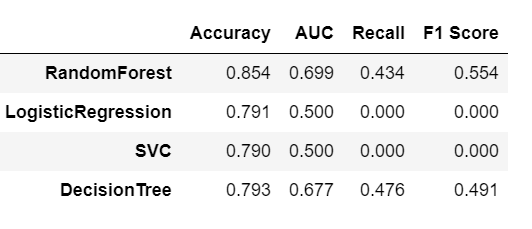 Accuracy AUC Recall F1 Score
RandomForest 0.854 0.699 0.434 0.554
LogisticRegression 0.791 0.500 0.000 0.000
SVC 0.790 0.500 0.000 0.000
DecisionTree 0.793 0.677 0.476 0.491